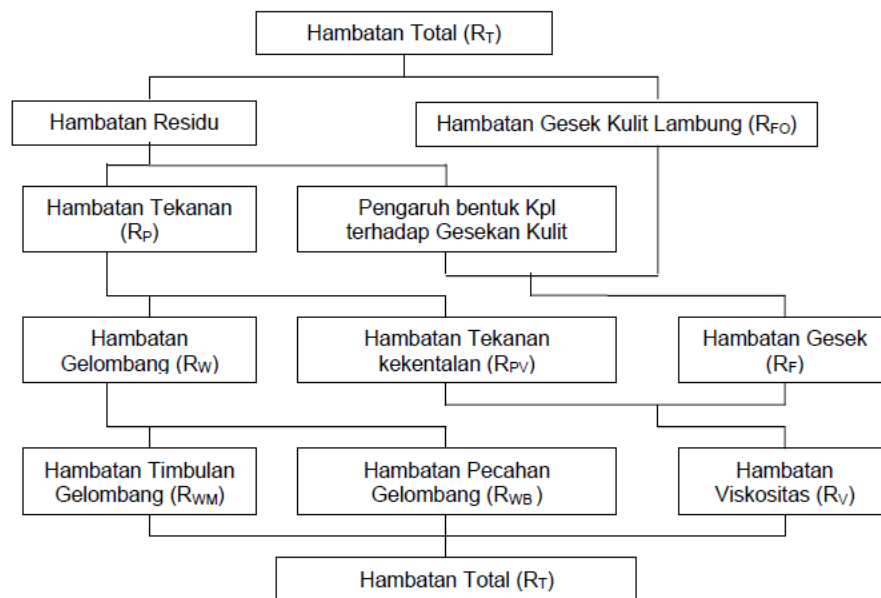 Hambatan Total (RT)
Hambatan Residu
Hambatan Gesek Kulit Lambung (RFO)
Hambatan Tekanan
(RP)
Pengaruh bentuk Kpl
terhadap Gesekan Kulit
Hambatan
Gelombang (RW)
Hambatan Tekanan
kekentalan (RPV)
Hambatan Gesek
(RF)
Hambatan Timbulan
Gelombang (RWM)
Hambatan Pecahan
Gelombang (RWB )
Hambatan
Viskositas (RV)
Hambatan Total (RT)